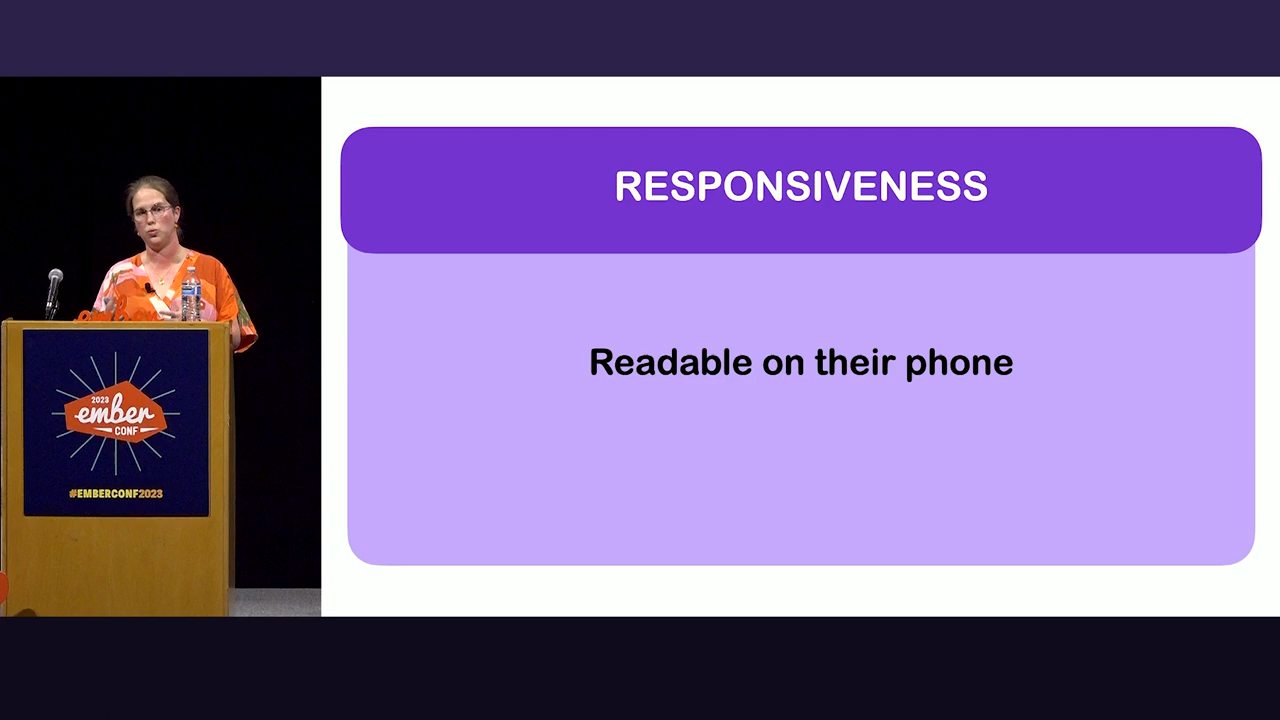 RESPONSIVENESS
Readable on their phone
2023
ember
CONF
#EMBERCONF2023